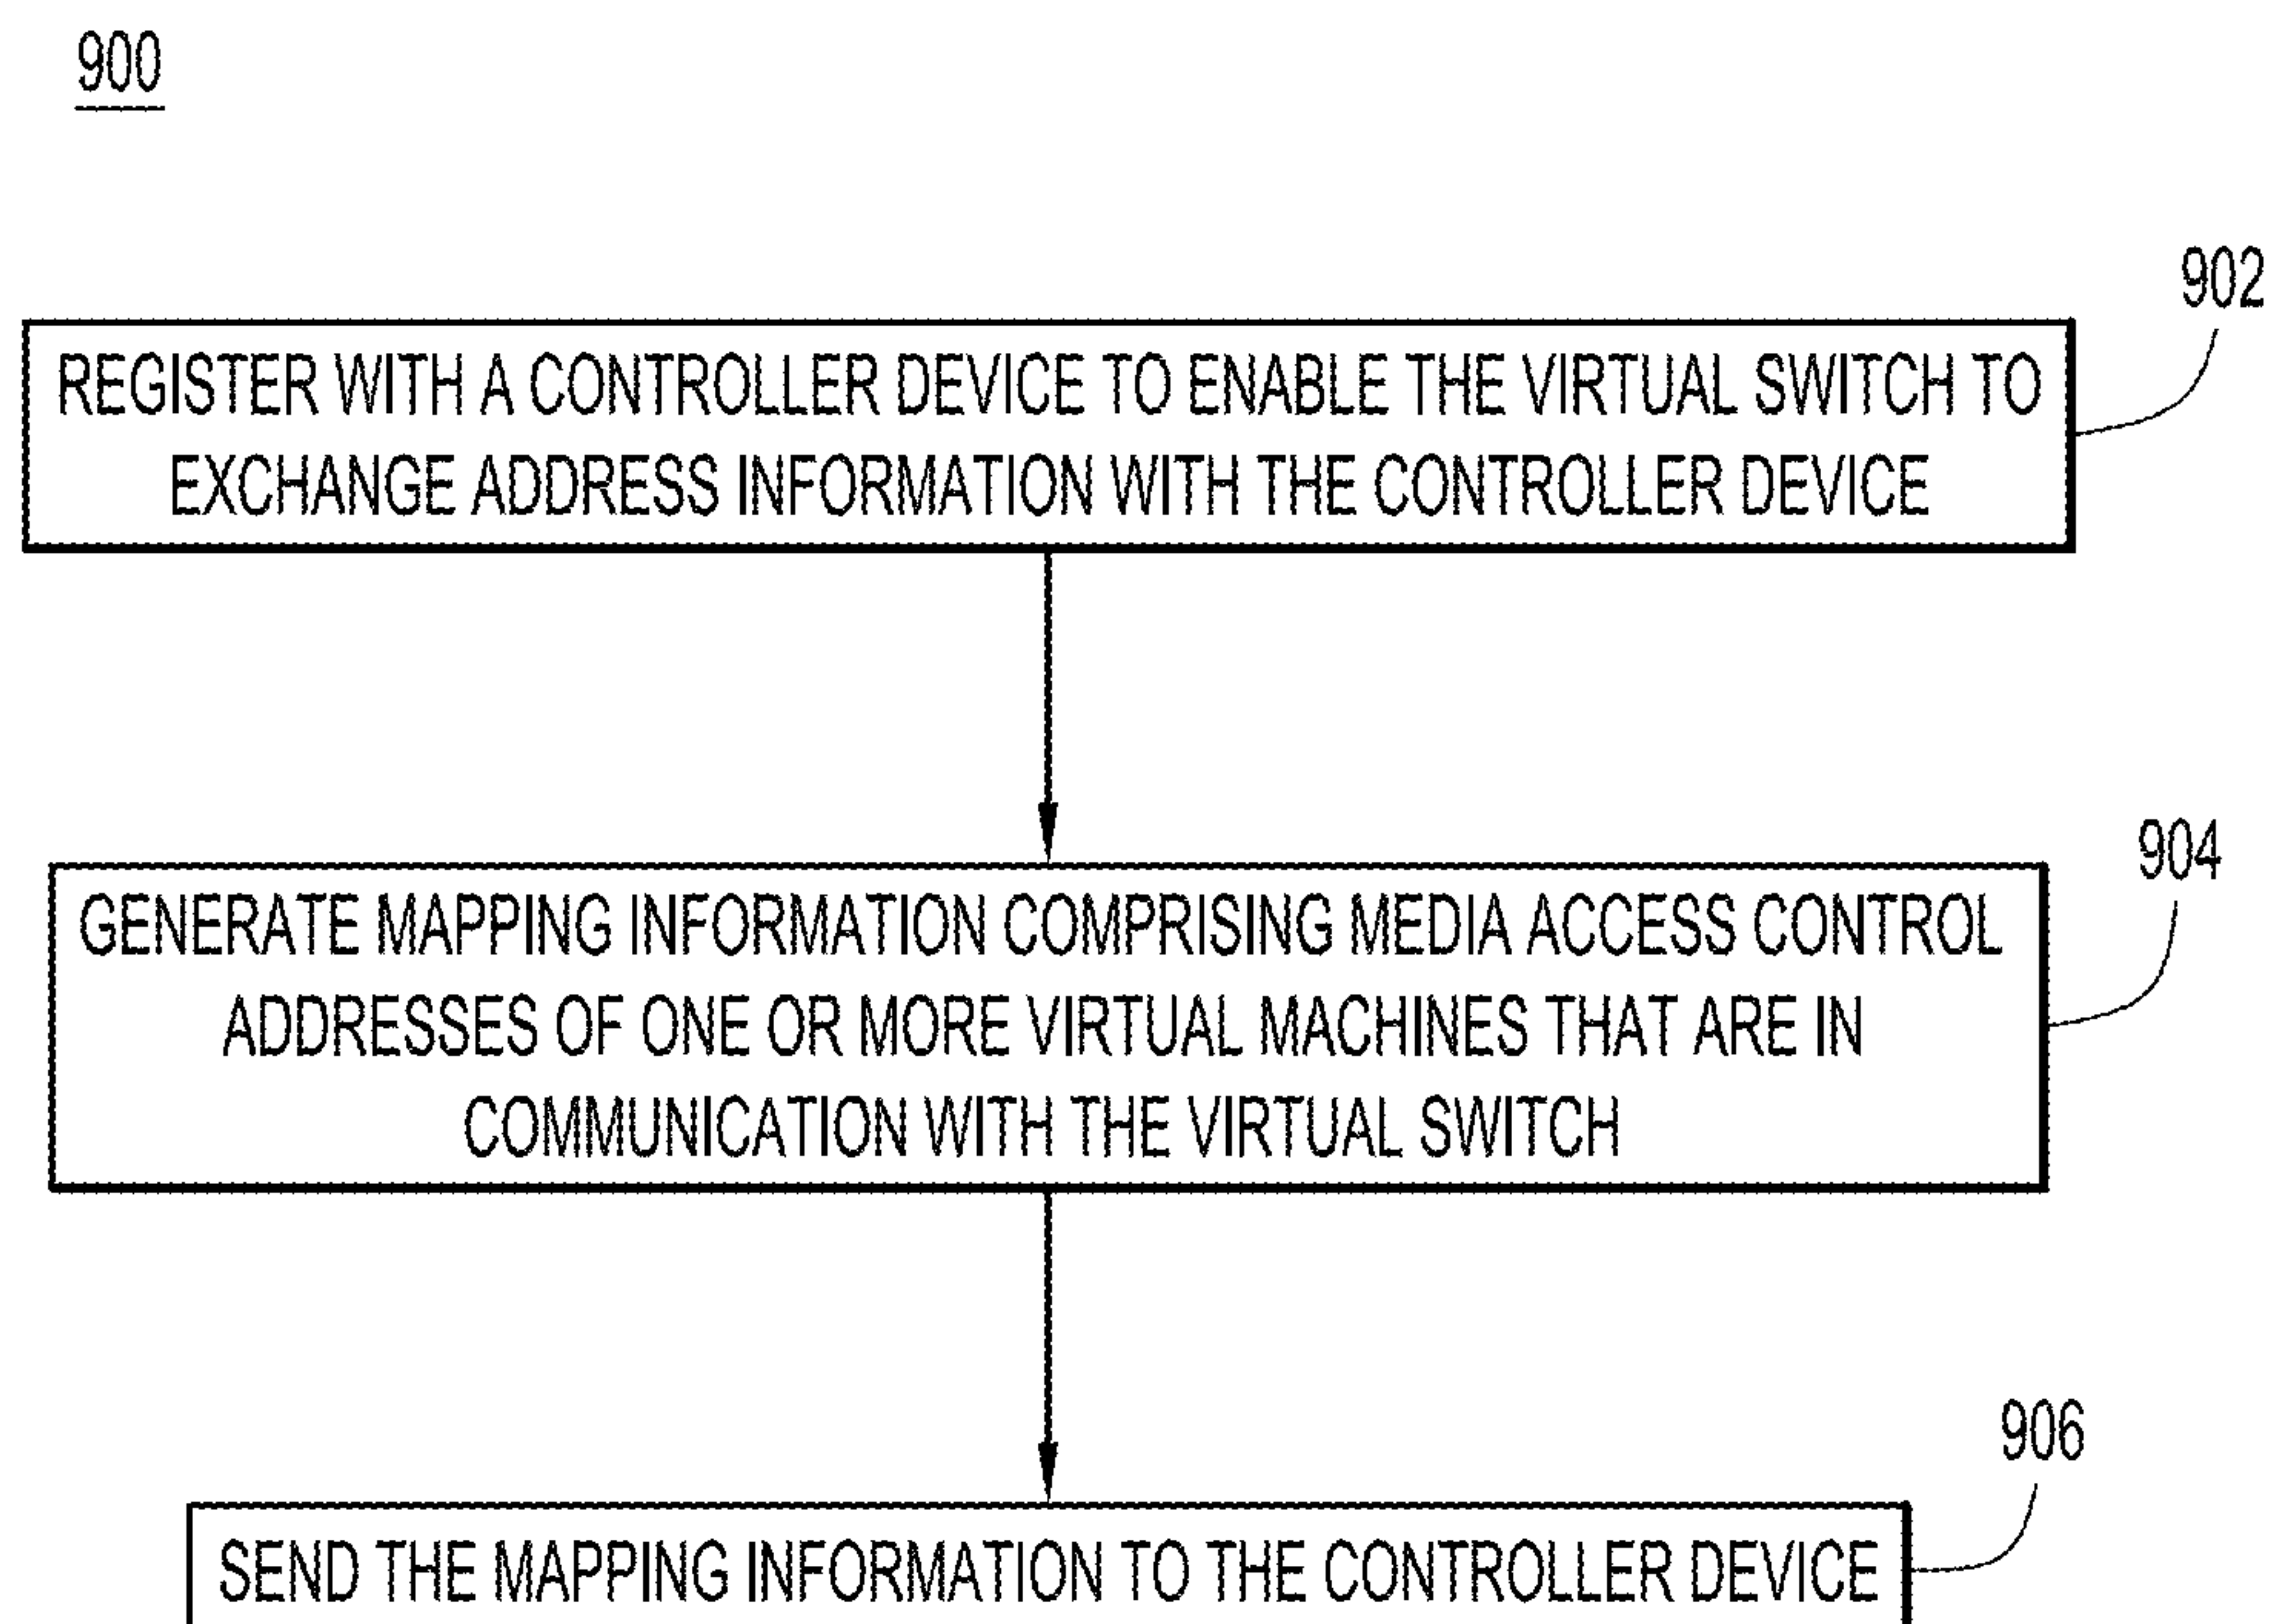 900
902
REGISTER WITH A CONTROLLER DEVICE TO ENABLE THE VIRTUAL SWITCH TO
EXCHANGE ADDRESS INFORMATION WITH THE CONTROLLER DEVICE
904
GENERATE MAPPING INFORMATION COMPRISING MEDIA ACCESS CONTROL
ADDRESSES OF ONE OR MORE VIRTUAL MACHINES THAT ARE IN
COMMUNICATION WITH THE VIRTUAL SWITCH
906
SEND THE MAPPING INFORMATION TO THE CONTROLLER DEVICE